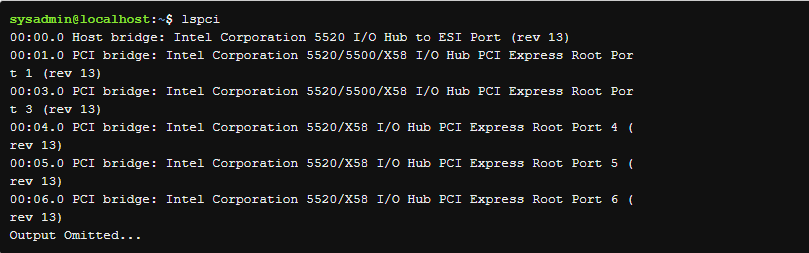 sysadmin@localhost:~$ lspci
00:00.0 Host bridge: Intel Corporation 5520 I/O Hub to ESI Port (rev 13)
00:01.0 PCI bridge: Intel Corporation 5520/5500/X58 I/O Hub PCI Express Root Por
t 1 (rev 13)
00:03.0 PCI bridge: Intel Corporation 5520/5500/X58 I/O Hub PCI Express Root Por
t 3 (rev 13)
00:04.0 PCI bridge: Intel Corporation 5520/X58 I/O Hub PCI Express Root Port 4 (
rev 13)
00:05.0 PCI bridge: Intel Corporation 5520/X58 I/O Hub PCI Express Root Port 5 (
rev 13)
00:06.0 PCI bridge: Intel Corporation 5520/X58 I/O Hub PCI Express Root Port 6 (
rev 13)
Output Omitted...